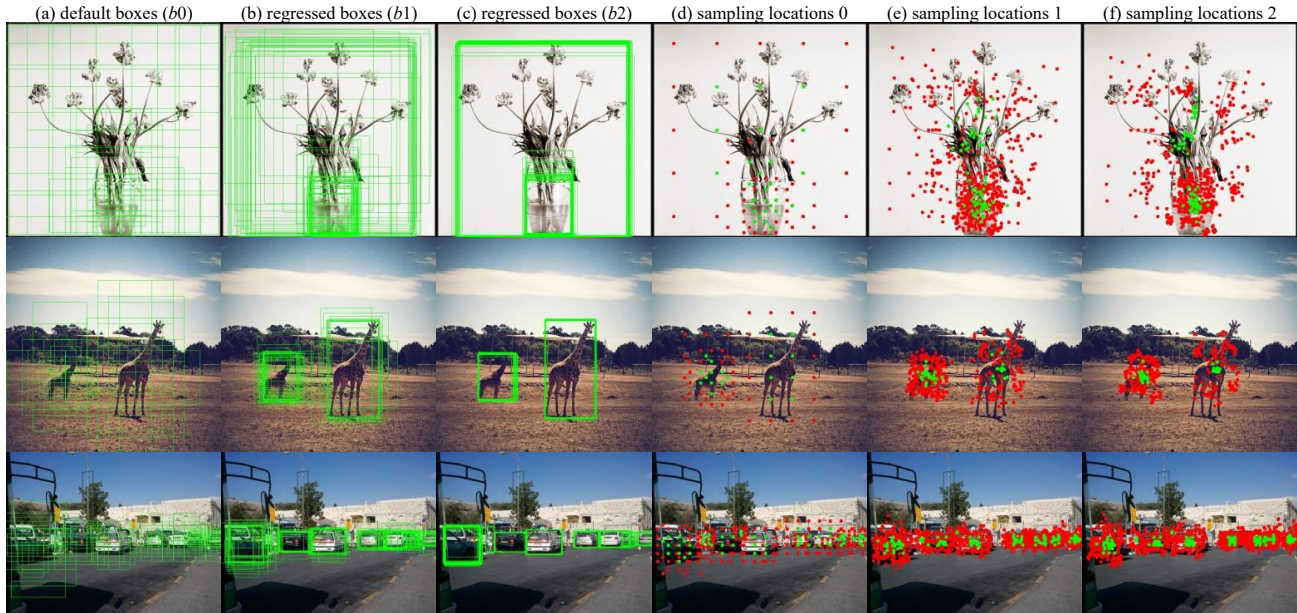 (a) default boxes (b0)
(b) regressed boxes (b1)
(c) regressed boxes (b2)
(d) sampling locations 0
(e) sampling locations 1
(f) sampling locations 2